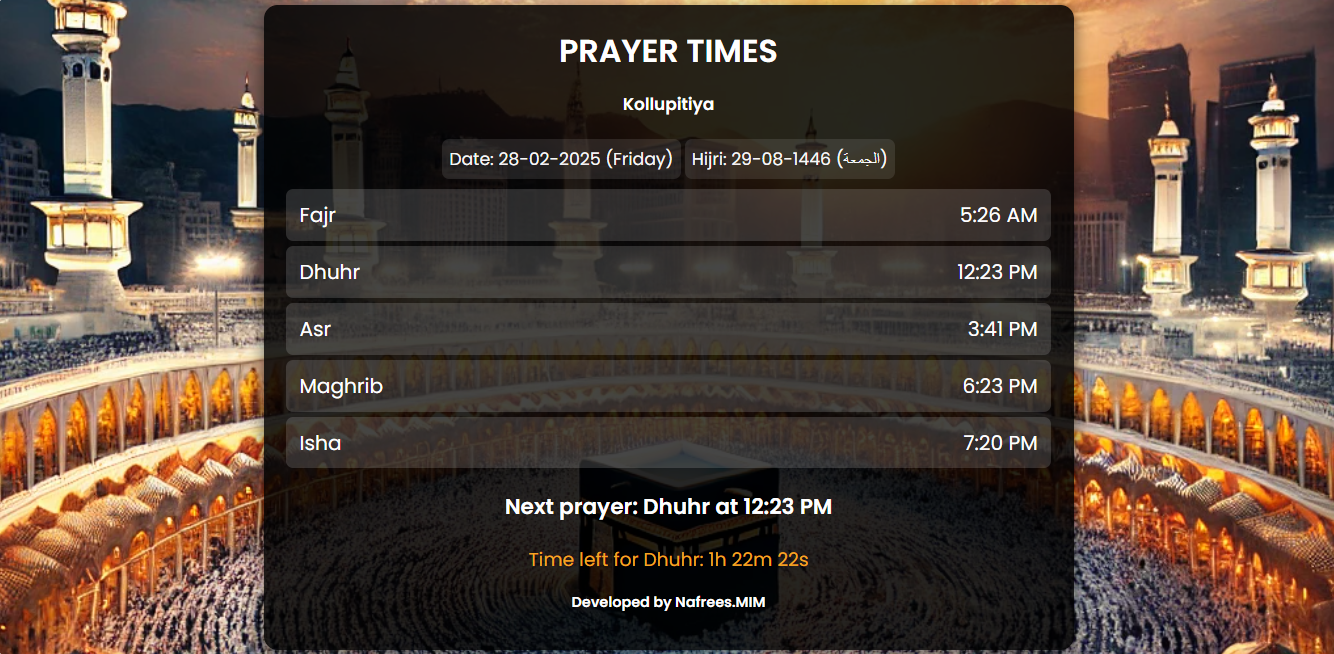 PRAYER TIMES
Kollupitiya
Date: 28-02-2025 (Friday) Hijri: 29-08-1446 (الجمعة)
Fajr 5:26 AM
Dhuhr 12:23 PM
Asr 3:41 PM
Maghrib 6:23 PM
Isha 7:20 PM
Next prayer: Dhuhr at 12:23 PM
Time left for Dhuhr: 1h 22m 22s
Developed by Nafrees.MIM